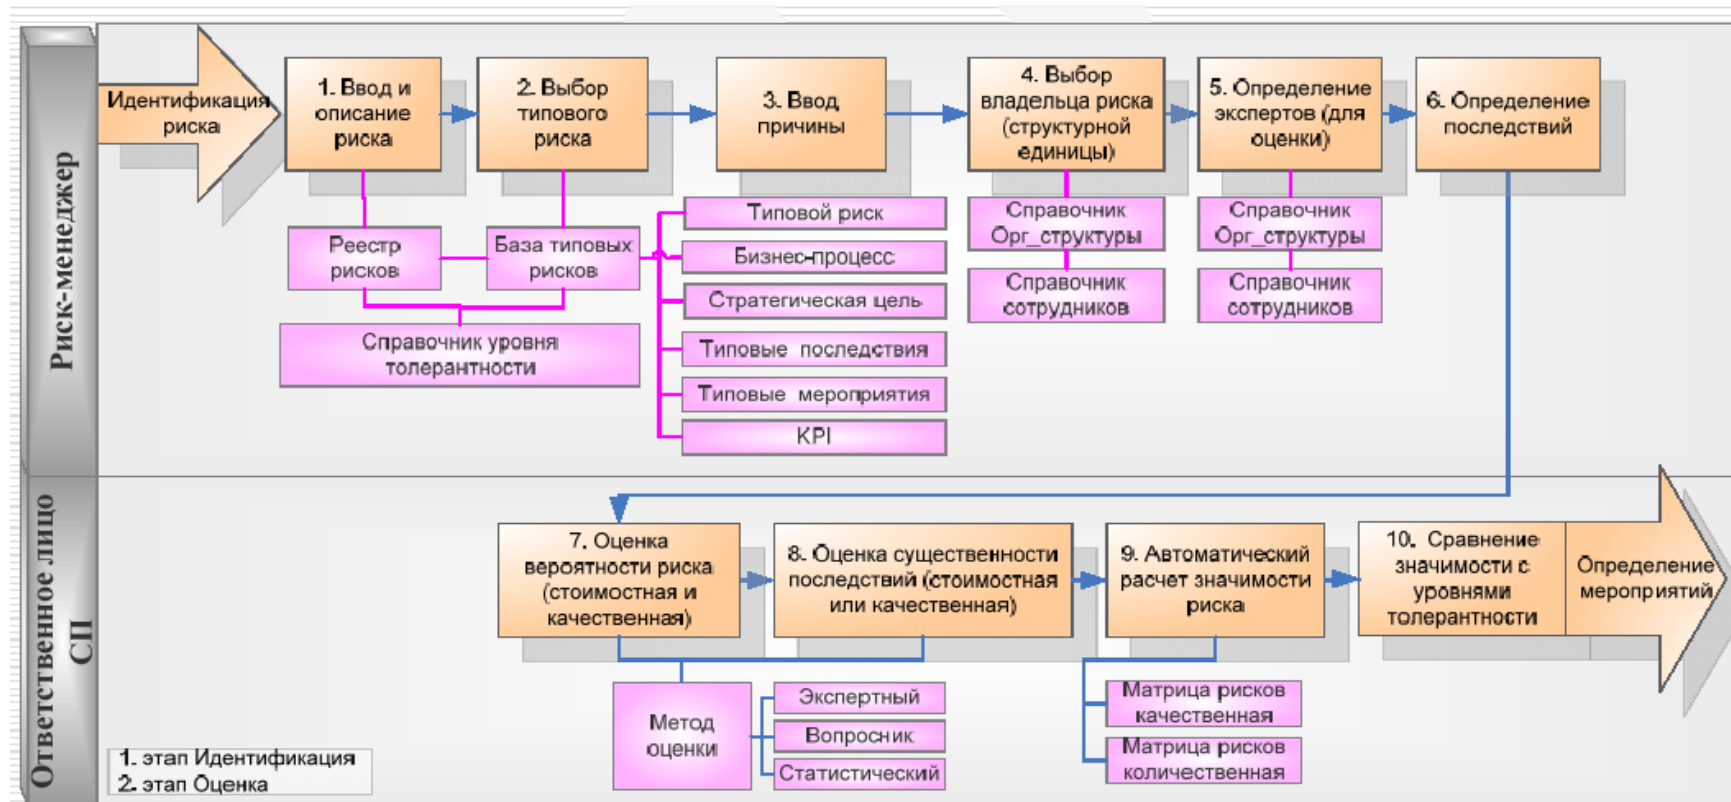 Риск-менеджер
Идентификация
риска
1. Ввод и
описание
риска
2. Выбор
типового
риска
3. Ввод
причины
4. Выбор
владельца риска
(структурной
единицы)
5. Определение
экспертов (для
оценки)
6. Определение
последствий
Реестр
рисков
База типовых
рисков
Справочник уровня
толерантности
Типовой риск
Бизнес-процесс
Стратегическая цель
Типовые последствия
Типовые мероприятия
KPI
Справочник
Орг_структуры
Справочник
сотрудников
Справочник
Орг_структуры
Справочник
сотрудников
Ответственное лицо
СП
7. Оценка
вероятности риска
(стоимостная и
качественная)
8. Оценка существенности
последствий (стоимостная
или качественная)
9. Автоматический
расчет значимости
риска
10. Сравнение
значимости с
уровнями
толерантности
Определение
мероприятий
Метод
оценки
Экспертный
Вопросник
Статистический
Матрица рисков
качественная
Матрица рисков
количественная
1. этап Идентификация
2. этап Оценка